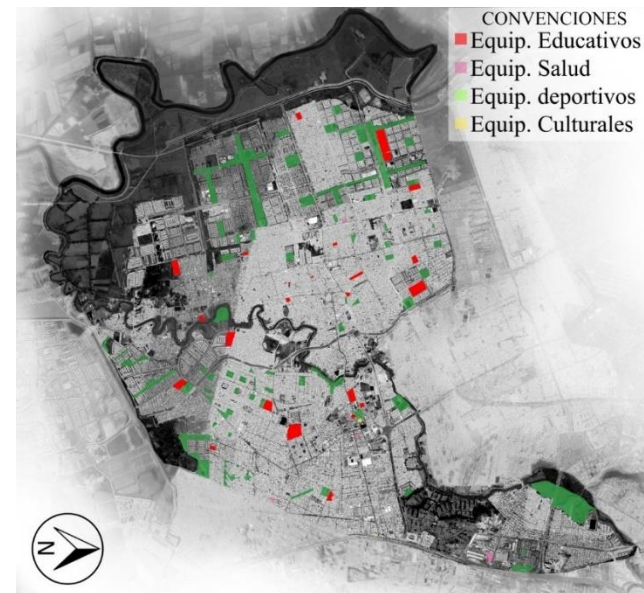 CONVENCIONES
Equip. Educativos
Equip. Salud
Equip. deportivos
Equip. Culturales
N